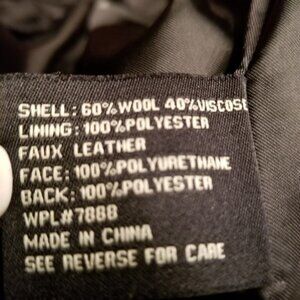 SHELL: 60%WOOL 40%VISCOSE
LINING: 100%POLYESTER
FAUX LEATHER
FACE: 100%POLYURETHANE
BACK: 100%POLYESTER
WPL#7888
MADE IN CHINA
SEE REVERSE FOR CARE